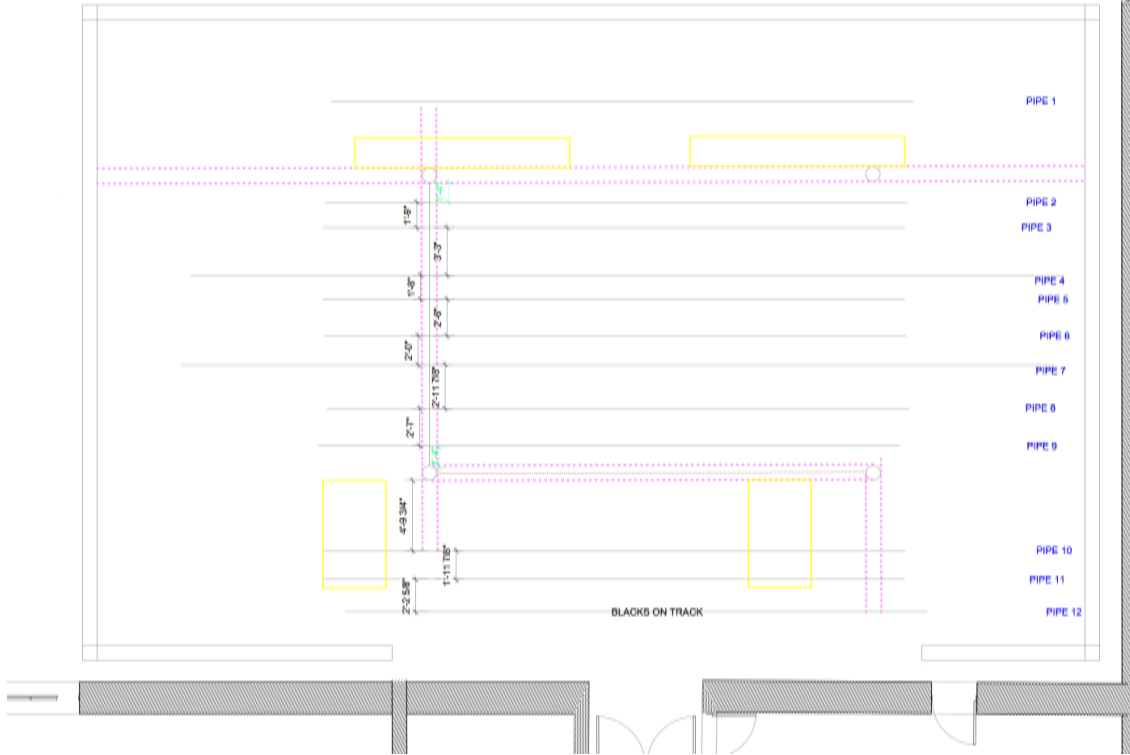 PIPE 1
PIPE 2
1'-8"
PIPE 3
3'-3"
PIPE 4
1'-8"
PIPE 5
2'-6"
PIPE 6
2'-0"
PIPE 7
2'-11 7/8"
PIPE 8
2'-7"
PIPE 9
4'-9 3/4"
PIPE 10
1'-11 7/8"
PIPE 11
2'-2 5/8"
BLACKS ON TRACK
PIPE 12